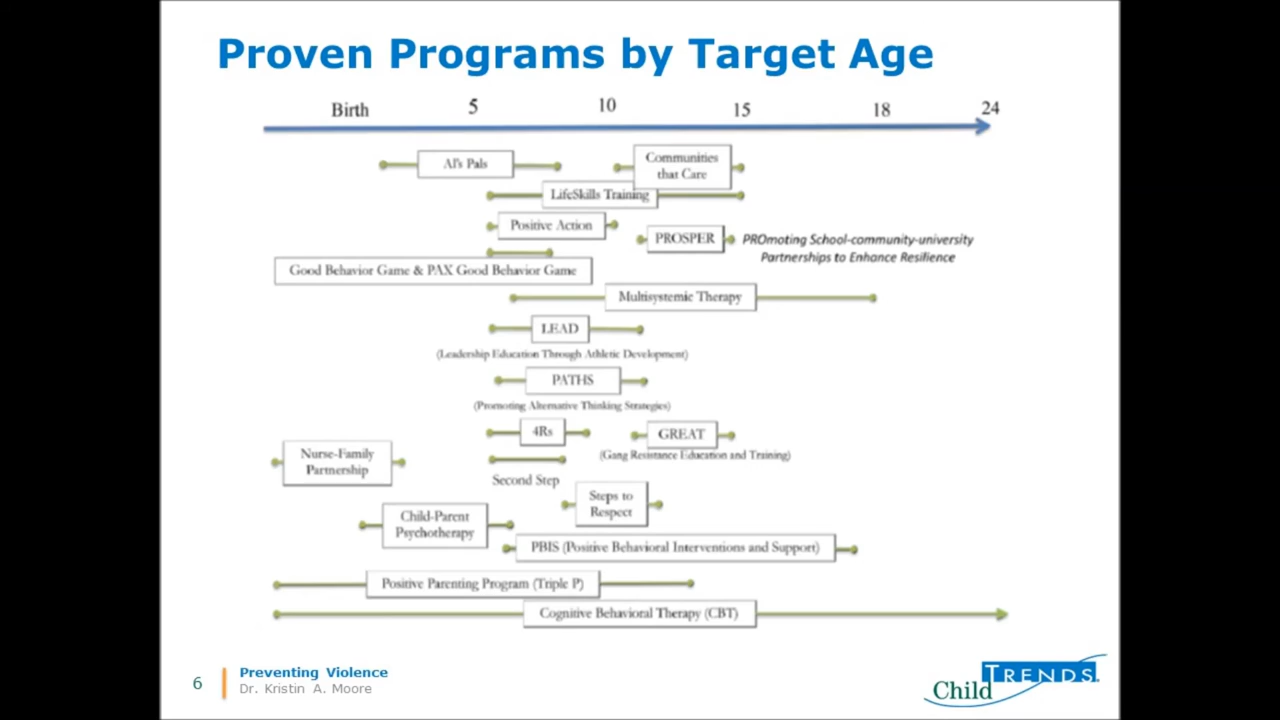 Proven Programs by Target Age
Birth 5 10 15 18 24
Al's Pals
Communities
that Care
LifeSkills Training
Positive Action
PROSPER
PROmoting School-community-university
Partnerships to Enhance Resilience
Good Behavior Game & PAX Good Behavior Game
Multisystemic Therapy
LEAD
(Leadership Education Through Athletic Development)
PATHS
(Promoting Alternative Thinking Strategies)
4Rs
GREAT
(Gang Resistance Education and Training)
Nurse-Family
Partnership
Second Step
Steps to
Respect
Child-Parent
Psychotherapy
PBIS (Positive Behavioral Interventions and Support)
Positive Parenting Program (Triple P)
Cognitive Behavioral Therapy (CBT)
6
Preventing Violence
Dr. Kristin A. Moore
Child TRENDS